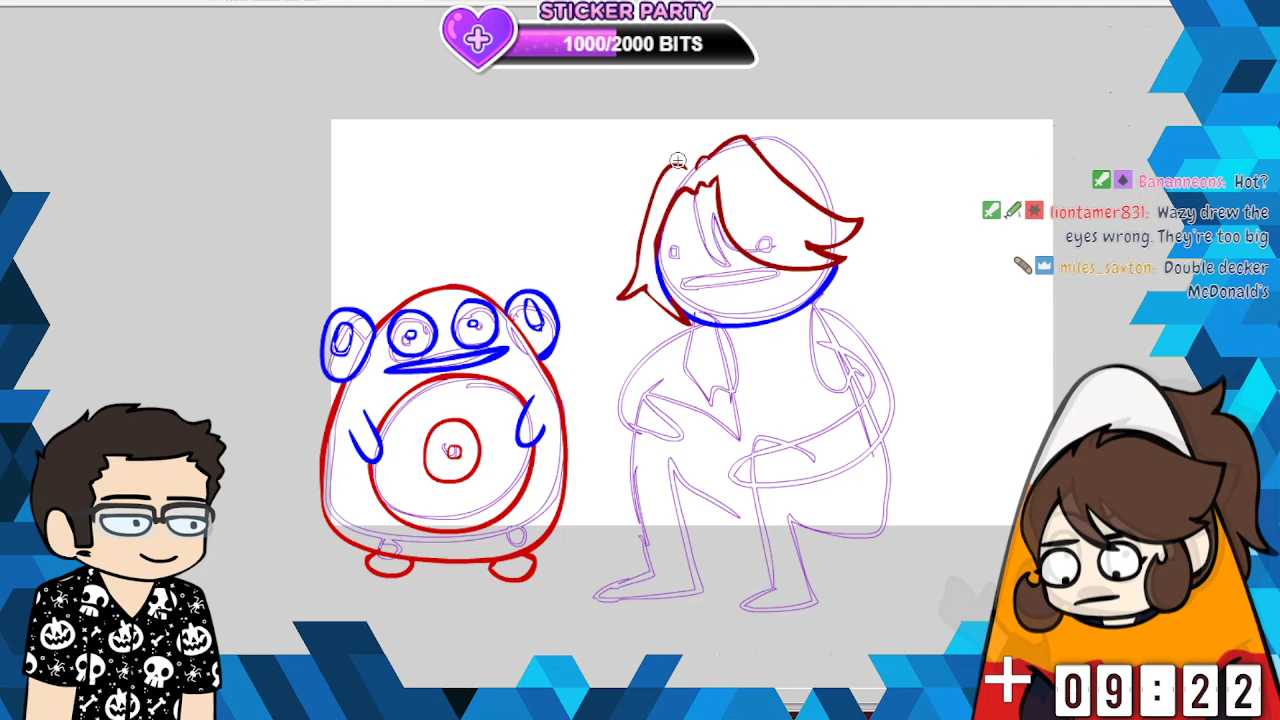 STICKER PARTY
1000/2000 BITS
Bananneons: Hot?
liontamer831: Wazy drew the
eyes wrong. They're too big
miles_saxton: Double decker
McDonald's
09:22